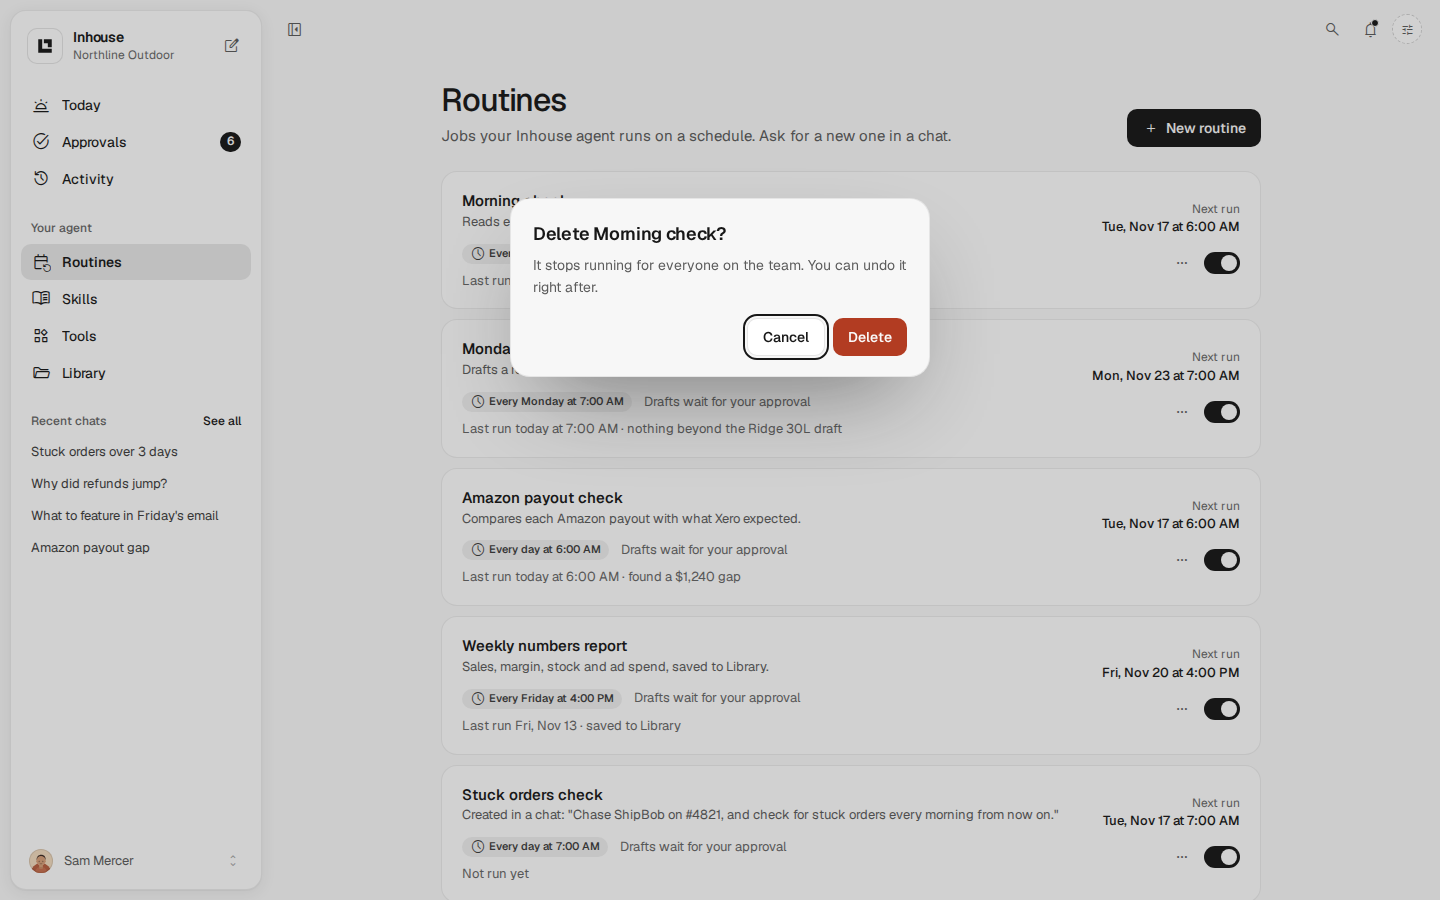 Inhouse
Northline Outdoor
Today
Approvals
6
Activity
Your agent
Routines
Skills
Tools
Library
Recent chats
See all
Stuck orders over 3 days
Why did refunds jump?
What to feature in Friday's email
Amazon payout gap
Sam Mercer
Routines
Jobs your Inhouse agent runs on a schedule. Ask for a new one in a chat.
+ New routine
Morning
Reads
Next run
Tue, Nov 17 at 6:00 AM
Last run
Delete Morning check?
It stops running for everyone on the team. You can undo it
right after.
Cancel
Delete
Drafts a
Next run
Mon, Nov 23 at 7:00 AM
Every Monday at 7:00 AM
Drafts wait for your approval
Last run today at 7:00 AM · nothing beyond the Ridge 30L draft
Amazon payout check
Compares each Amazon payout with what Xero expected.
Every day at 6:00 AM
Drafts wait for your approval
Last run today at 6:00 AM · found a $1,240 gap
Next run
Tue, Nov 17 at 6:00 AM
Weekly numbers report
Sales, margin, stock and ad spend, saved to Library.
Every Friday at 4:00 PM
Drafts wait for your approval
Last run Fri, Nov 13 · saved to Library
Next run
Fri, Nov 20 at 4:00 PM
Stuck orders check
Created in a chat: "Chase ShipBob on #4821, and check for stuck orders every morning from now on."
Every day at 7:00 AM
Drafts wait for your approval
Not run yet
Next run
Tue, Nov 17 at 7:00 AM